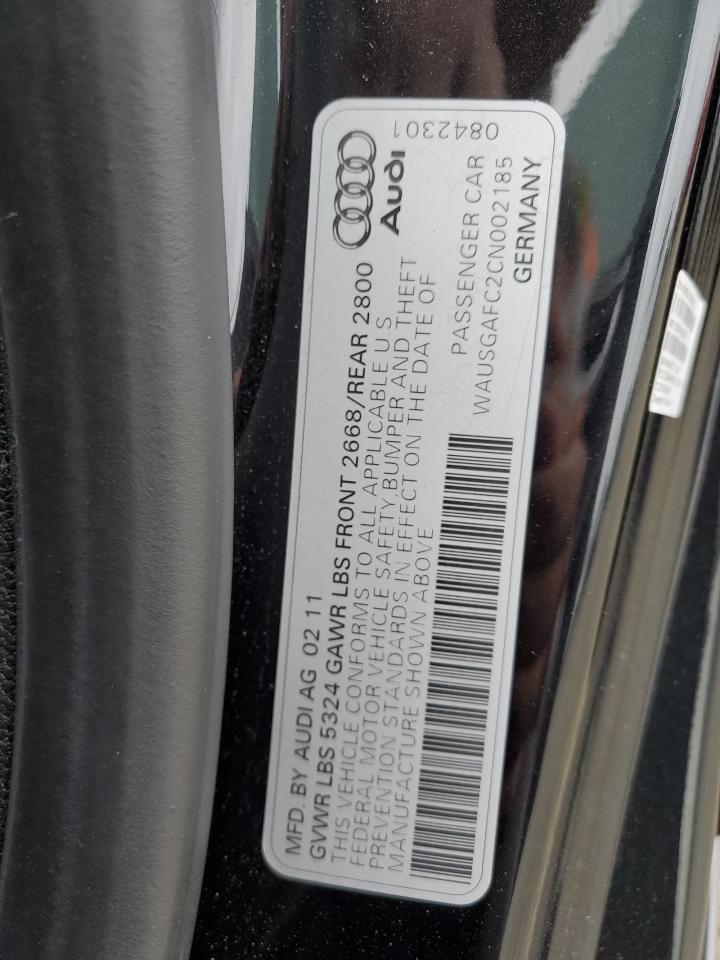 MFD. BY AUDI AG 02 11
GVWR LBS 5324 GAWR LBS FRONT 2668/REAR 2800
THIS VEHICLE CONFORMS TO ALL APPLICABLE U.S
FEDERAL MOTOR VEHICLE SAFETY, BUMPER AND THEFT
PREVENTION STANDARDS IN EFFECT ON THE DATE OF
MANUFACTURE SHOWN ABOVE
Audi
0842301
PASSENGER CAR
WAUSGAFC2CN002185
GERMANY